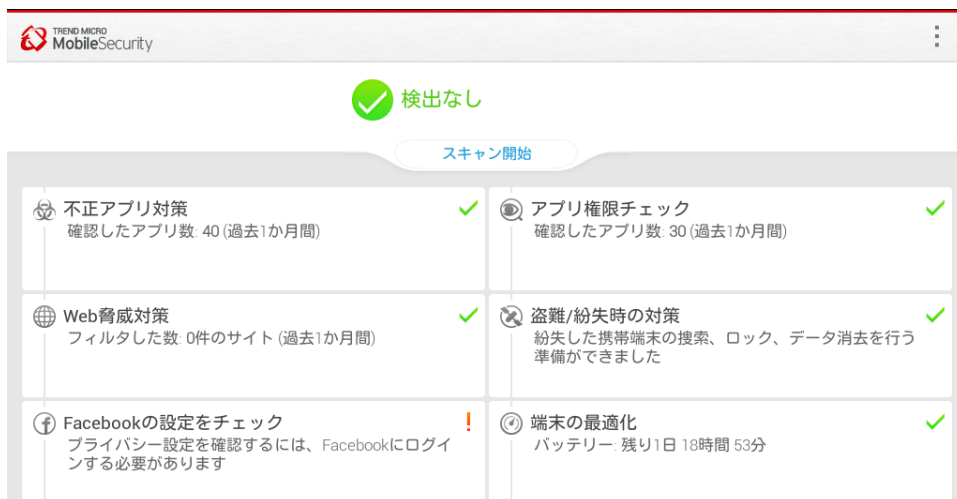 TREND MICRO
MobileSecurity
検出なし
スキャン開始
不正アプリ対策
確認したアプリ数: 40 (過去1か月間)
アプリ権限チェック
確認したアプリ数: 30 (過去1か月間)
Web脅威対策
フィルタした数: 0件のサイト (過去1か月間)
盗難/紛失時の対策
紛失した携帯端末の捜索、ロック、データ消去を行う
準備ができました
Facebookの設定をチェック
プライバシー設定を確認するには、Facebookにログイ
ンする必要があります
端末の最適化
バッテリー: 残り1日 18時間 53分